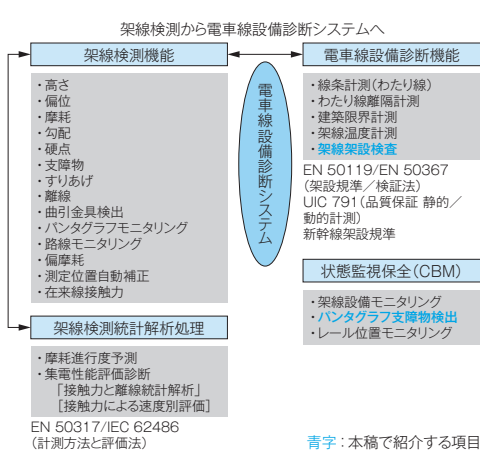 架線検測から電車線設備診断システムへ
架線検測機能
・高さ
・偏位
・摩耗
・勾配
・硬点
・支障物
・すりあげ
・離線
・曲引金具検出
・パンタグラフモニタリング
・路線モニタリング
・偏摩耗
・測定位置自動補正
・在来線接触力
架線検測統計解析処理
・摩耗進行度予測
・集電性能評価診断
「接触力と離線統計解析」
[接触力による速度別評価]
EN 50317/IEC 62486
(計測方法と評価法)
電車線設備診断システム
電車線設備診断機能
・線条計測(わたり線)
・わたり線離隔計測
・建築限界計測
・架線温度計測
・架線架設検査
EN 50119/EN 50367
(架設規準／検証法)
UIC 791(品質保証 静的／
動的計測)
新幹線架設規準
状態監視保全(CBM)
・架線設備モニタリング
・パンタグラフ支障物検出
・レール位置モニタリング
青字：本稿で紹介する項目